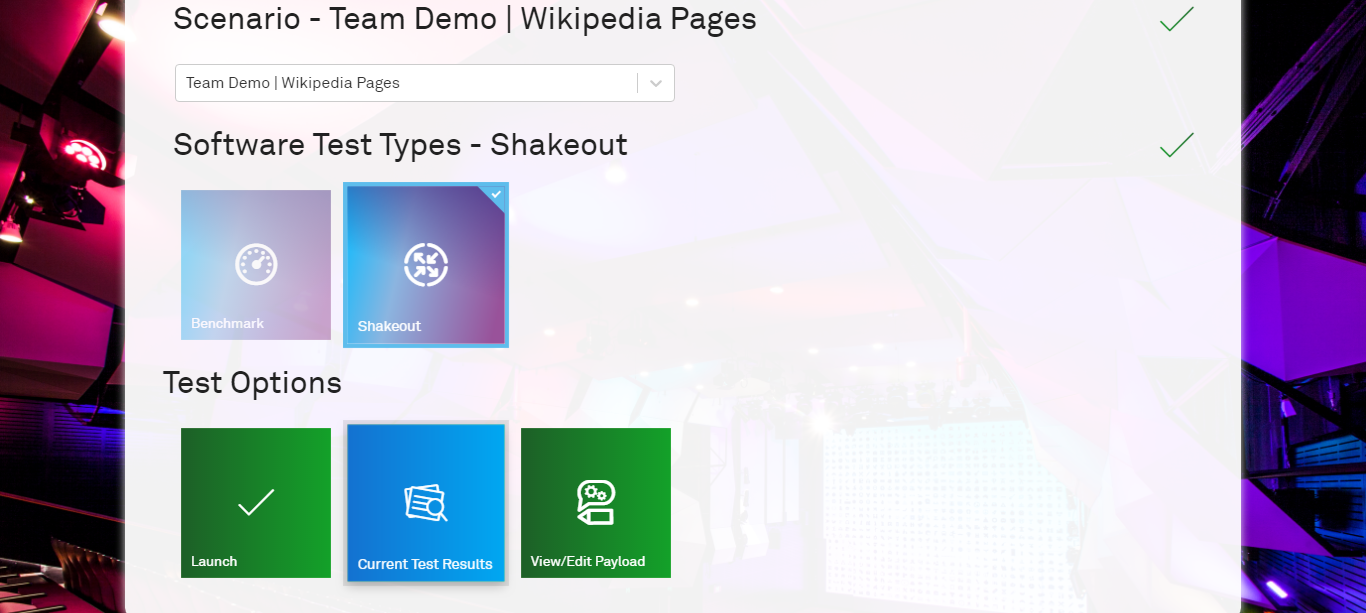 Scenario - Team Demo | Wikipedia Pages
Team Demo | Wikipedia Pages
Software Test Types - Shakeout
Benchmark
Shakeout
Test Options
Launch
Current Test Results
View/Edit Payload